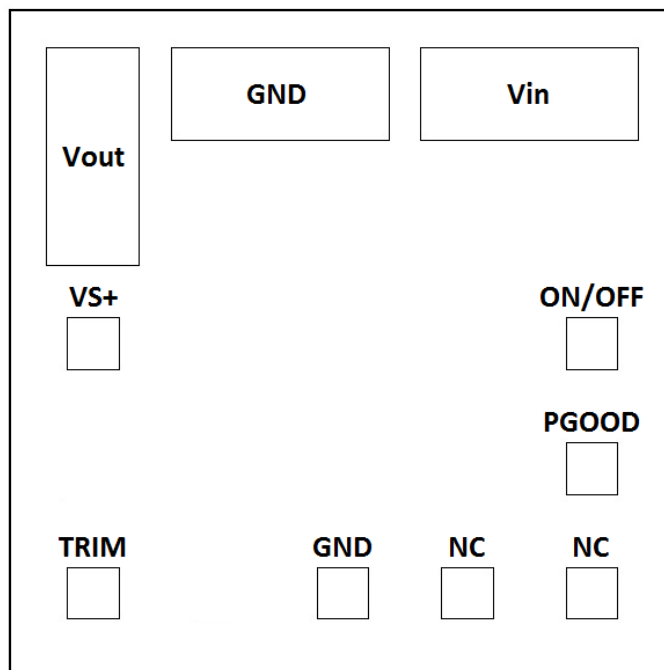 GND
Vin
Vout
VS+
ON/OFF
PGOOD
TRIM
GND
NC
NC